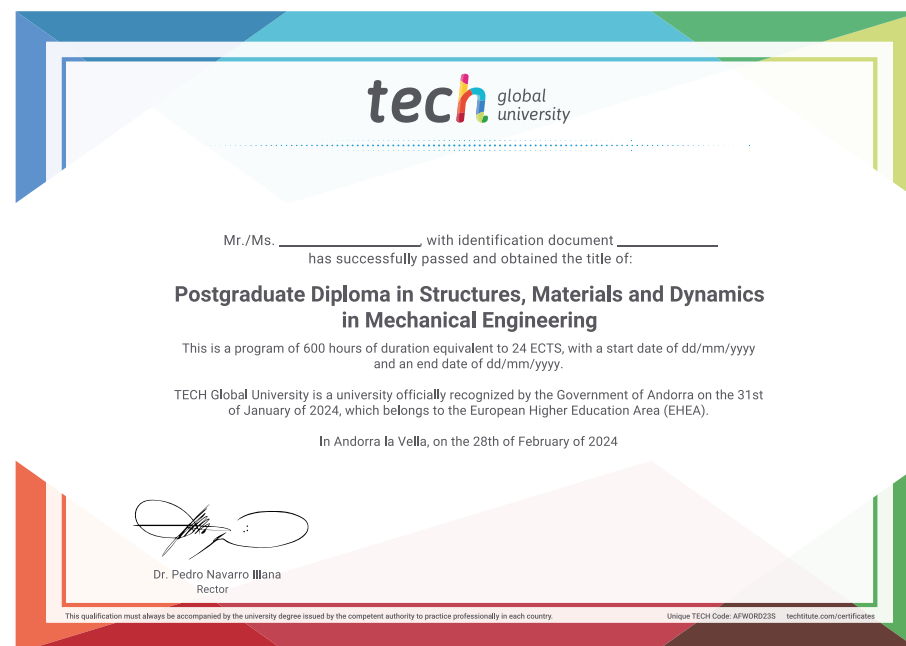 tech global
university
Mr./Ms. ____________, with identification document ____________
has successfully passed and obtained the title of:
Postgraduate Diploma in Structures, Materials and Dynamics
in Mechanical Engineering
This is a program of 600 hours of duration equivalent to 24 ECTS, with a start date of dd/mm/yyyy
and an end date of dd/mm/yyyy.
TECH Global University is a university officially recognized by the Government of Andorra on the 31st
of January of 2024, which belongs to the European Higher Education Area (EHEA).
In Andorra la Vella, on the 28th of February of 2024
Dr. Pedro Navarro Illana
Rector
This qualification must always be accompanied by the university degree issued by the competent authority to practice professionally in each country.
Unique TECH Code: AFWORD23S techtitute.com/certificates